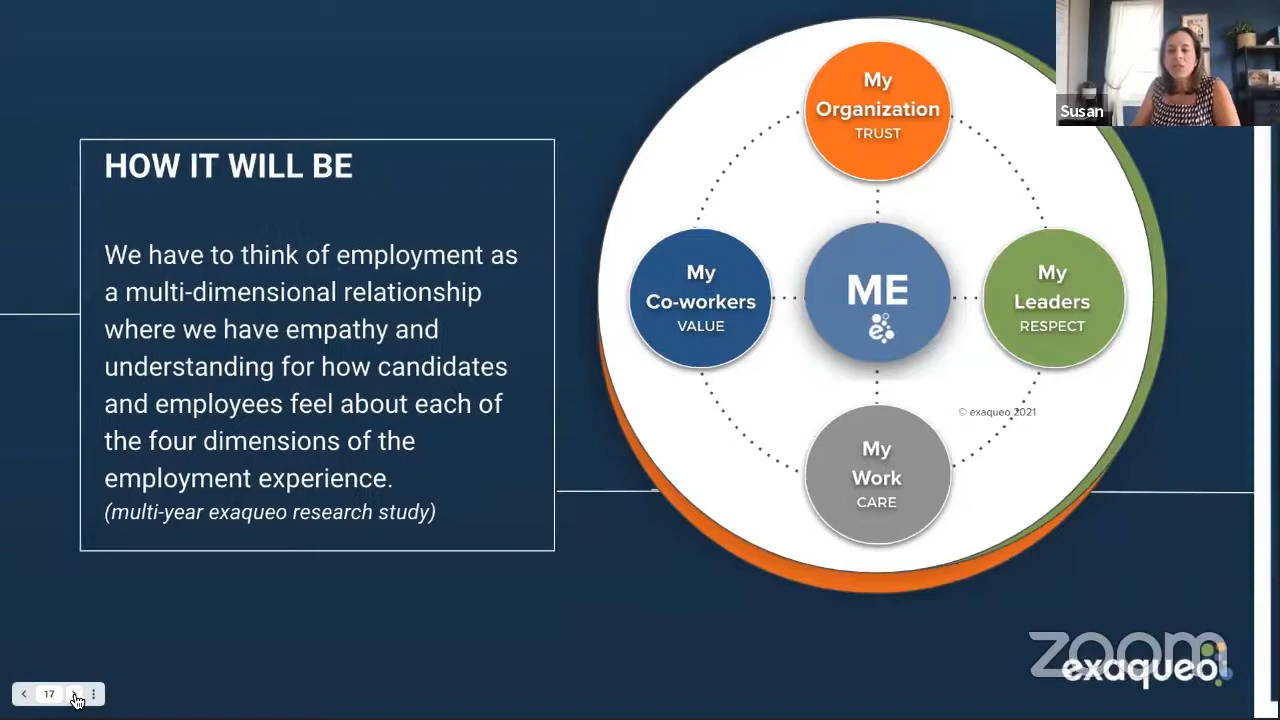 HOW IT WILL BE
We have to think of employment as
a multi-dimensional relationship
where we have empathy and
understanding for how candidates
and employees feel about each of
the four dimensions of the
employment experience.
(multi-year exaqueo research study)
My
Organization
TRUST
My
Co-workers
VALUE
ME
e
My
Leaders
RESPECT
© exaqueo 2021
My
Work
CARE
Susan
zoom
exaqueo
17